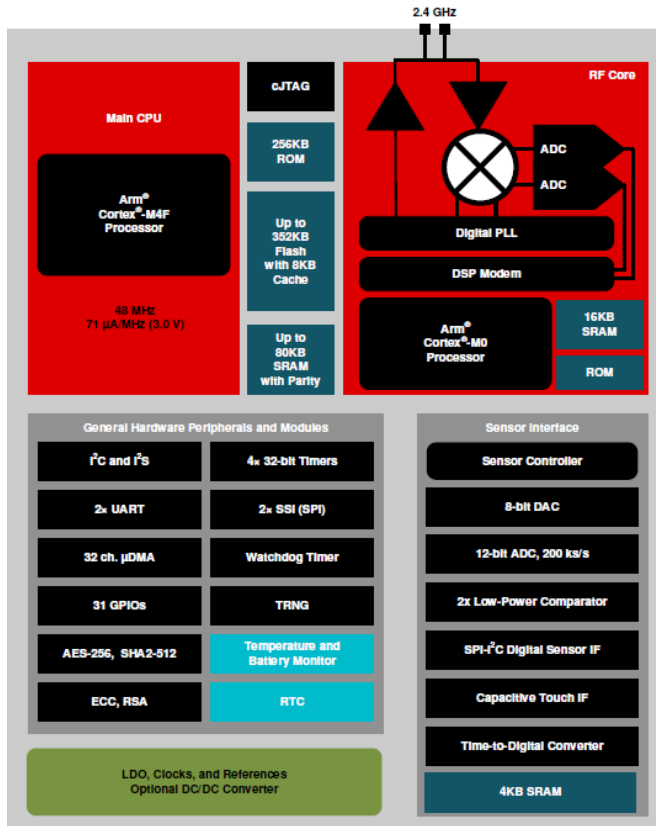 2.4 GHz
Main CPU
Arm®
Cortex®-M4F
Processor
48 MHz
71 µA/MHz (3.0 V)
cJTAG
256KB
ROM
Up to
352KB
Flash
with 8KB
Cache
Up to
80KB
SRAM
with Parity
RF Core
ADC
ADC
Digital PLL
DSP Modem
Arm®
Cortex®-M0
Processor
16KB
SRAM
ROM
General Hardware Peripherals and Modules
I²C and I²S
4× 32-bit Timers
2× UART
2× SSI (SPI)
32 ch. µDMA
Watchdog Timer
31 GPIOs
TRNG
AES-256, SHA2-512
Temperature and
Battery Monitor
ECC, RSA
RTC
LDO, Clocks, and References
Optional DC/DC Converter
Sensor Interface
Sensor Controller
8-bit DAC
12-bit ADC, 200 ks/s
2x Low-Power Comparator
SPI-I²C Digital Sensor IF
Capacitive Touch IF
Time-to-Digital Converter
4KB SRAM